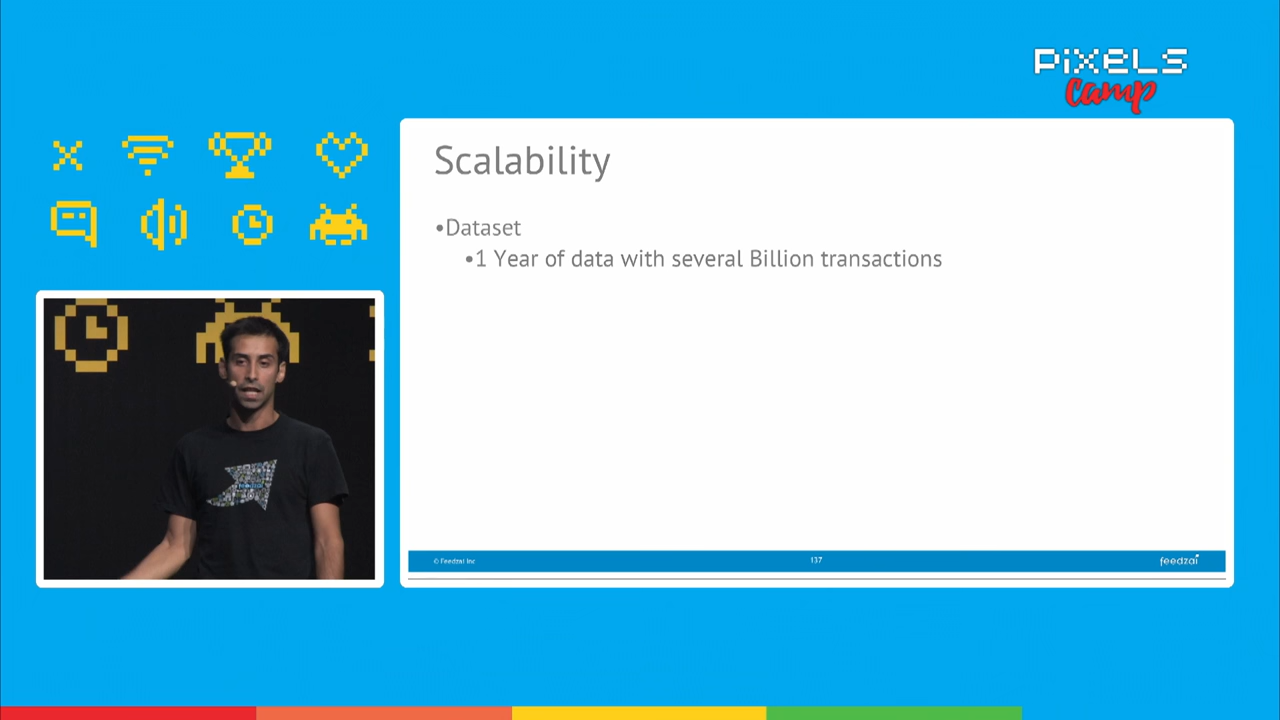 PiXELS
camp
Scalability
•Dataset
•1 Year of data with several Billion transactions
© Feedzai Inc
137
feedzai